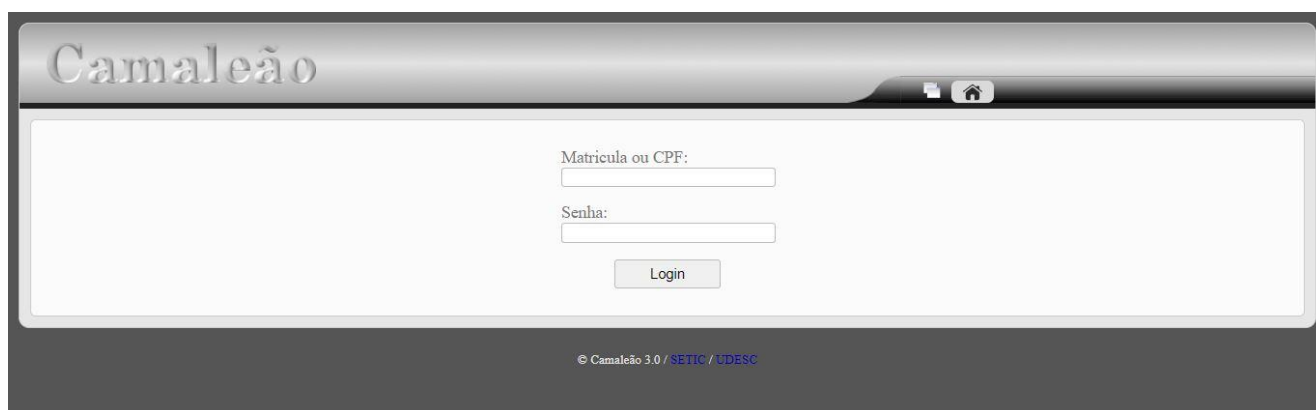 Camaleão
Matricula ou CPF:
Senha:
Login
© Camaleão 3.0 / SETIC / UDESC